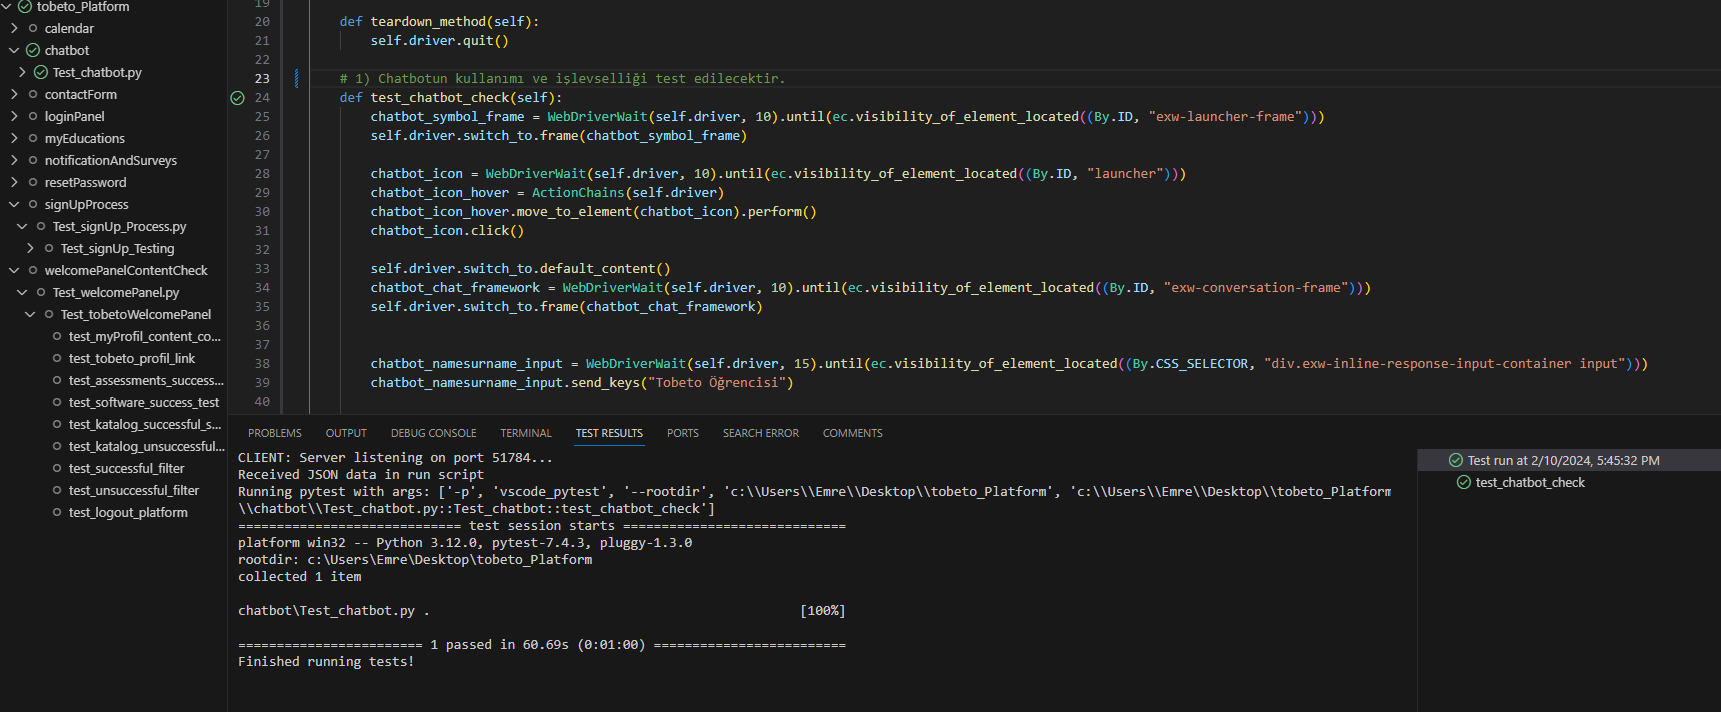 tobeto_Platform
calendar
chatbot
Test_chatbot.py
contactForm
loginPanel
myEducations
notificationAndSurveys
resetPassword
signUpProcess
Test_signUp_Process.py
Test_signUp_Testing
welcomePanelContentCheck
Test_welcomePanel.py
Test_tobetoWelcomePanel
test_myProfil_content_co...
test_tobeto_profil_link
test_assessments_success...
test_software_success_test
test_katalog_successful_s...
test_katalog_unsuccessful...
test_successful_filter
test_unsuccessful_filter
test_logout_platform
19
20 def teardown_method(self):
21 self.driver.quit()
22
23 # 1) Chatbotun kullanımı ve işlevselliği test edilecektir.
24 def test_chatbot_check(self):
25 chatbot_symbol_frame = WebDriverWait(self.driver, 10).until(ec.visibility_of_element_located((By.ID, "exw-launcher-frame")))
26 self.driver.switch_to.frame(chatbot_symbol_frame)
27
28 chatbot_icon = WebDriverWait(self.driver, 10).until(ec.visibility_of_element_located((By.ID, "launcher")))
29 chatbot_icon_hover = ActionChains(self.driver)
30 chatbot_icon_hover.move_to_element(chatbot_icon).perform()
31 chatbot_icon.click()
32
33 self.driver.switch_to.default_content()
34 chatbot_chat_framework = WebDriverWait(self.driver, 10).until(ec.visibility_of_element_located((By.ID, "exw-conversation-frame")))
35 self.driver.switch_to.frame(chatbot_chat_framework)
36
37
38 chatbot_namesurname_input = WebDriverWait(self.driver, 15).until(ec.visibility_of_element_located((By.CSS_SELECTOR, "div.exw-inline-response-input-container input")))
39 chatbot_namesurname_input.send_keys("Tobeto Öğrencisi")
40
PROBLEMS OUTPUT DEBUG CONSOLE TERMINAL TEST RESULTS PORTS SEARCH ERROR COMMENTS
CLIENT: Server listening on port 51784...
Received JSON data in run script
Running pytest with args: ['-p', 'vscode_pytest', '--rootdir', 'c:\\Users\\Emre\\Desktop\\tobeto_Platform', 'c:\\Users\\Emre\\Desktop\\tobeto_Platform
\\chatbot\\Test_chatbot.py::Test_chatbot::test_chatbot_check']
============================= test session starts =============================
platform win32 -- Python 3.12.0, pytest-7.4.3, pluggy-1.3.0
rootdir: c:\Users\Emre\Desktop\tobeto_Platform
collected 1 item
chatbot\Test_chatbot.py . [100%]
======================== 1 passed in 60.69s (0:01:00) =========================
Finished running tests!
Test run at 2/10/2024, 5:45:32 PM
test_chatbot_check